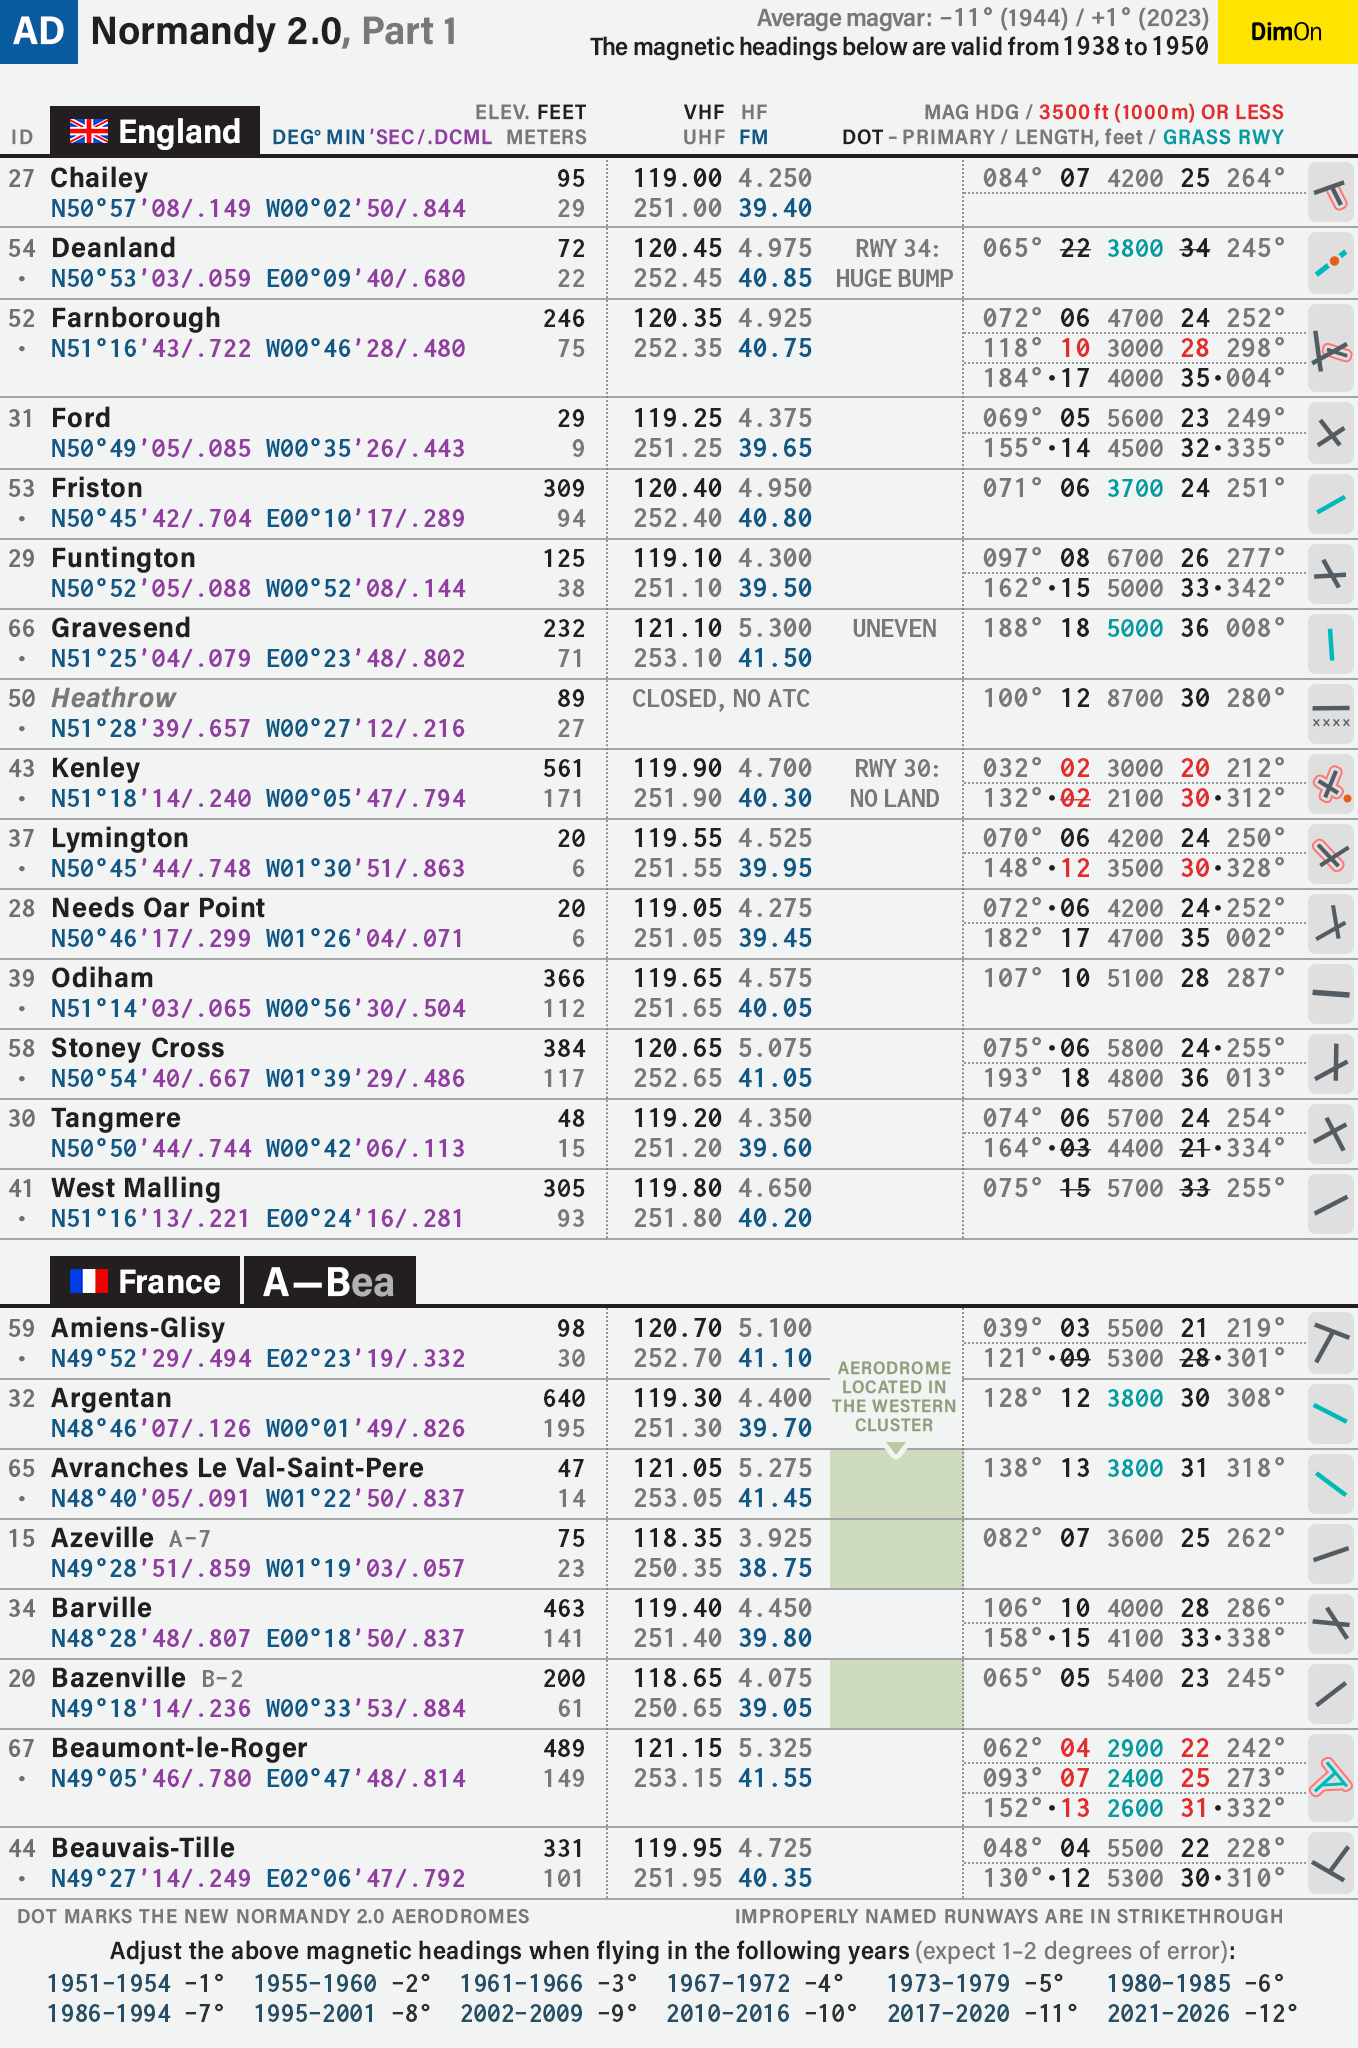 AD Normandy 2.0, Part 1
Average magvar: −11° (1944) / +1° (2023)
The magnetic headings below are valid from 1938 to 1950
DimOn
ELEV. FEET VHF HF MAG HDG / 3500 ft (1000 m) OR LESS
ID England DEG° MIN'SEC/.DCML METERS UHF FM DOT – PRIMARY / LENGTH, feet / GRASS RWY
27 Chailey 95 119.00 4.250 084° 07 4200 25 264°
N50°57'08/.149 W00°02'50/.844 29 251.00 39.40
54 Deanland 72 120.45 4.975 RWY 34: 065° 22 3800 34 245°
• N50°53'03/.059 E00°09'40/.680 22 252.45 40.85 HUGE BUMP
52 Farnborough 246 120.35 4.925 072° 06 4700 24 252°
• N51°16'43/.722 W00°46'28/.480 75 252.35 40.75 118° 10 3000 28 298°
184°•17 4000 35•004°
31 Ford 29 119.25 4.375 069° 05 5600 23 249°
N50°49'05/.085 W00°35'26/.443 9 251.25 39.65 155°•14 4500 32•335°
53 Friston 309 120.40 4.950 071° 06 3700 24 251°
• N50°45'42/.704 E00°10'17/.289 94 252.40 40.80
29 Funtington 125 119.10 4.300 097° 08 6700 26 277°
N50°52'05/.088 W00°52'08/.144 38 251.10 39.50 162°•15 5000 33•342°
66 Gravesend 232 121.10 5.300 UNEVEN 188° 18 5000 36 008°
• N51°25'04/.079 E00°23'48/.802 71 253.10 41.50
50 Heathrow 89 CLOSED, NO ATC 100° 12 8700 30 280°
• N51°28'39/.657 W00°27'12/.216 27 ××××
43 Kenley 561 119.90 4.700 RWY 30: 032° 02 3000 20 212°
• N51°18'14/.240 W00°05'47/.794 171 251.90 40.30 NO LAND 132°•02 2100 30•312°
37 Lymington 20 119.55 4.525 070° 06 4200 24 250°
• N50°45'44/.748 W01°30'51/.863 6 251.55 39.95 148°•12 3500 30•328°
28 Needs Oar Point 20 119.05 4.275 072°•06 4200 24•252°
N50°46'17/.299 W01°26'04/.071 6 251.05 39.45 182° 17 4700 35 002°
39 Odiham 366 119.65 4.575 107° 10 5100 28 287°
• N51°14'03/.065 W00°56'30/.504 112 251.65 40.05
58 Stoney Cross 384 120.65 5.075 075°•06 5800 24•255°
• N50°54'40/.667 W01°39'29/.486 117 252.65 41.05 193° 18 4800 36 013°
30 Tangmere 48 119.20 4.350 074° 06 5700 24 254°
N50°50'44/.744 W00°42'06/.113 15 251.20 39.60 164°•03 4400 21•334°
41 West Malling 305 119.80 4.650 075° 15 5700 33 255°
• N51°16'13/.221 E00°24'16/.281 93 251.80 40.20
France A—Bea
59 Amiens-Glisy 98 120.70 5.100 039° 03 5500 21 219°
• N49°52'29/.494 E02°23'19/.332 30 252.70 41.10 121°•09 5300 28•301°
AERODROME
LOCATED IN
THE WESTERN
CLUSTER
32 Argentan 640 119.30 4.400 128° 12 3800 30 308°
N48°46'07/.126 W00°01'49/.826 195 251.30 39.70
65 Avranches Le Val-Saint-Pere 47 121.05 5.275 138° 13 3800 31 318°
• N48°40'05/.091 W01°22'50/.837 14 253.05 41.45
15 Azeville A-7 75 118.35 3.925 082° 07 3600 25 262°
N49°28'51/.859 W01°19'03/.057 23 250.35 38.75
34 Barville 463 119.40 4.450 106° 10 4000 28 286°
N48°28'48/.807 E00°18'50/.837 141 251.40 39.80 158°•15 4100 33•338°
20 Bazenville B-2 200 118.65 4.075 065° 05 5400 23 245°
N49°18'14/.236 W00°33'53/.884 61 250.65 39.05
67 Beaumont-le-Roger 489 121.15 5.325 062° 04 2900 22 242°
• N49°05'46/.780 E00°47'48/.814 149 253.15 41.55 093° 07 2400 25 273°
152°•13 2600 31•332°
44 Beauvais-Tille 331 119.95 4.725 048° 04 5500 22 228°
• N49°27'14/.249 E02°06'47/.792 101 251.95 40.35 130°•12 5300 30•310°
DOT MARKS THE NEW NORMANDY 2.0 AERODROMES IMPROPERLY NAMED RUNWAYS ARE IN STRIKETHROUGH
Adjust the above magnetic headings when flying in the following years (expect 1–2 degrees of error):
1951–1954 −1° 1955–1960 −2° 1961–1966 −3° 1967–1972 −4° 1973–1979 −5° 1980–1985 −6°
1986–1994 −7° 1995–2001 −8° 2002–2009 −9° 2010–2016 −10° 2017–2020 −11° 2021–2026 −12°